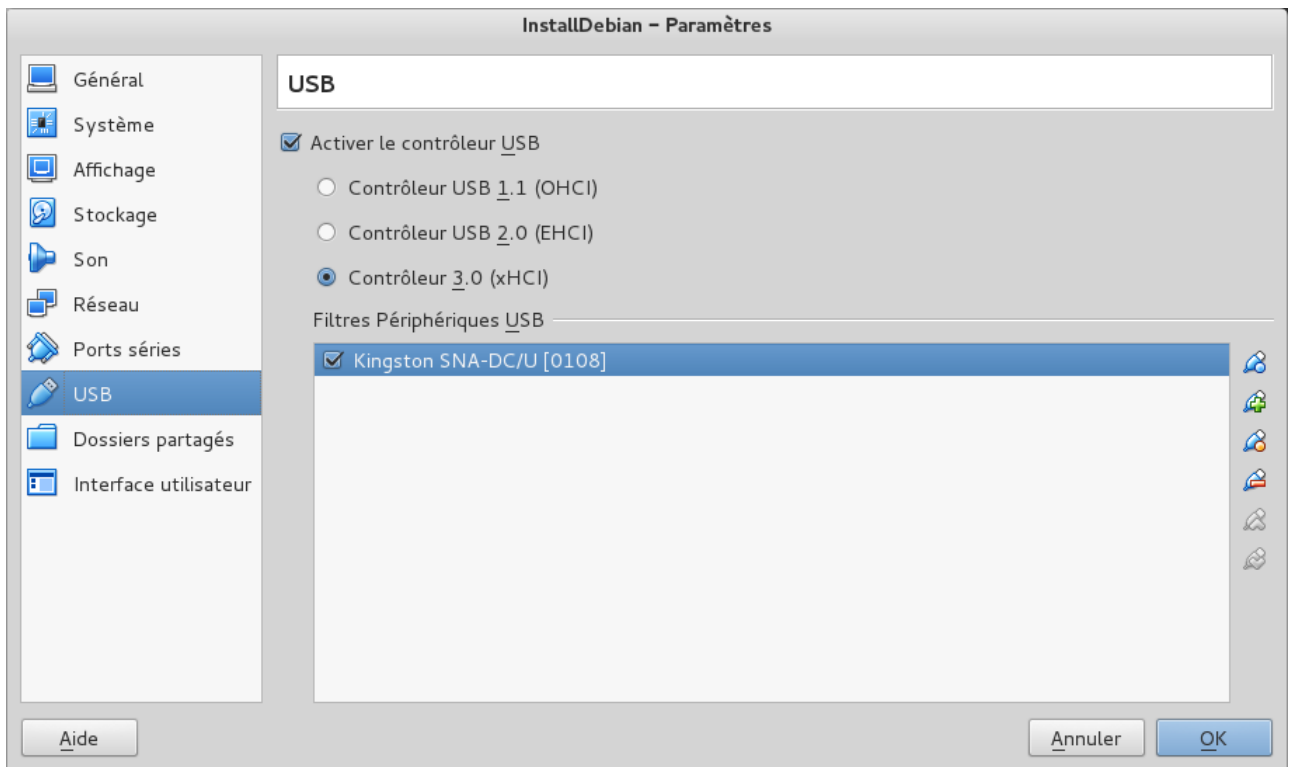 InstallDebian – Paramètres
Général
Système
Affichage
Stockage
Son
Réseau
Ports séries
USB
Dossiers partagés
Interface utilisateur
USB
Activer le contrôleur USB
Contrôleur USB 1.1 (OHCI)
Contrôleur USB 2.0 (EHCI)
Contrôleur 3.0 (xHCI)
Filtres Périphériques USB
Kingston SNA-DC/U [0108]
Aide
Annuler
OK